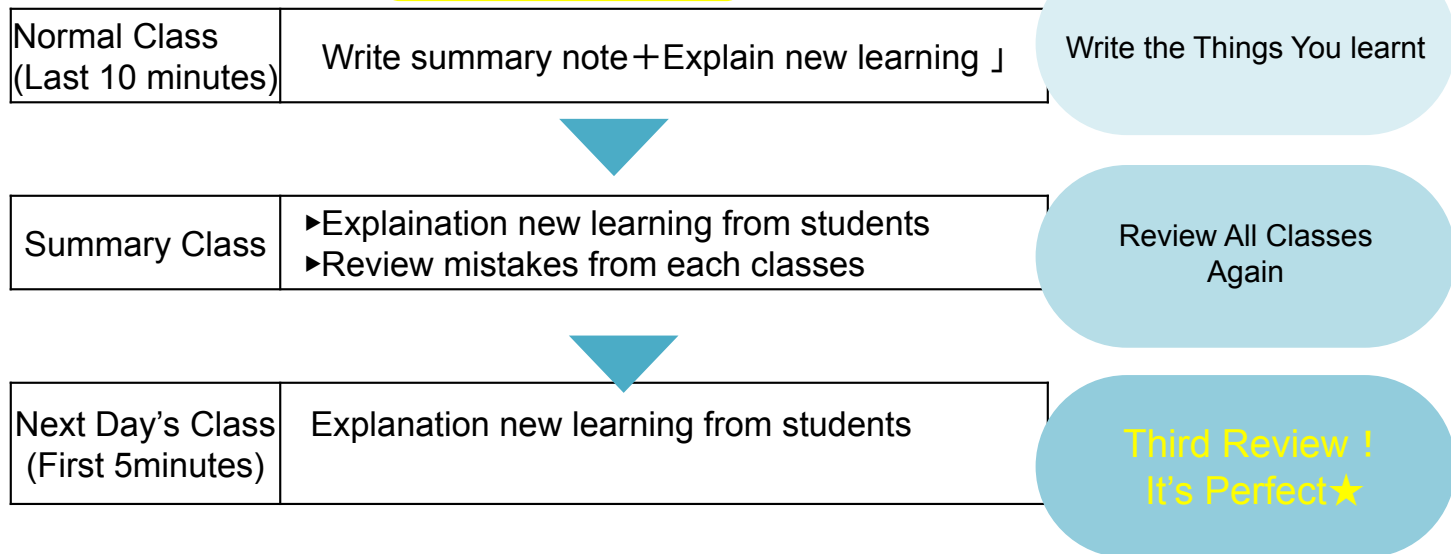 Normal Class
(Last 10 minutes)
Write summary note＋Explain new learning 」
Write the Things You learnt
Summary Class
▶Explaination new learning from students
▶Review mistakes from each classes
Review All Classes
Again
Next Day’s Class
(First 5minutes)
Explanation new learning from students
Third Review！
It’s Perfect★